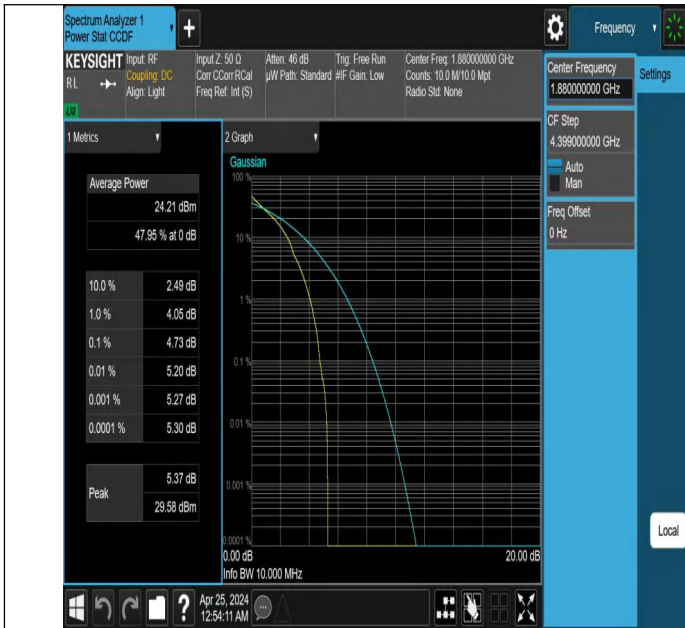 Spectrum Analyzer 1
Power Stat CCDF
+
Frequency
KEYSIGHT
RL
LNI
Input: RF
Coupling: DC
Align: Light
Input Z: 50 Ω
Corr CCorr RCal
Freq Ref: Int (S)
Atten: 46 dB
µW Path: Standard
Trig: Free Run
#IF Gain: Low
Center Freq: 1.880000000 GHz
Counts: 10.0 M/10.0 Mpt
Radio Std: None
Center Frequency
1.880000000 GHz
Settings
CF Step
4.399000000 GHz
Auto
Man
Freq Offset
0 Hz
1 Metrics
Average Power
24.21 dBm
47.95 % at 0 dB
10.0 % 2.49 dB
1.0 % 4.05 dB
0.1 % 4.73 dB
0.01 % 5.20 dB
0.001 % 5.27 dB
0.0001 % 5.30 dB
Peak
5.37 dB
29.58 dBm
2 Graph
Gaussian
100 %
10 %
1 %
0.1 %
0.01 %
0.001 %
0.0001 %
0.00 dB 20.00 dB
Info BW 10.000 MHz
Local
?
Apr 25, 2024
12:54:11 AM